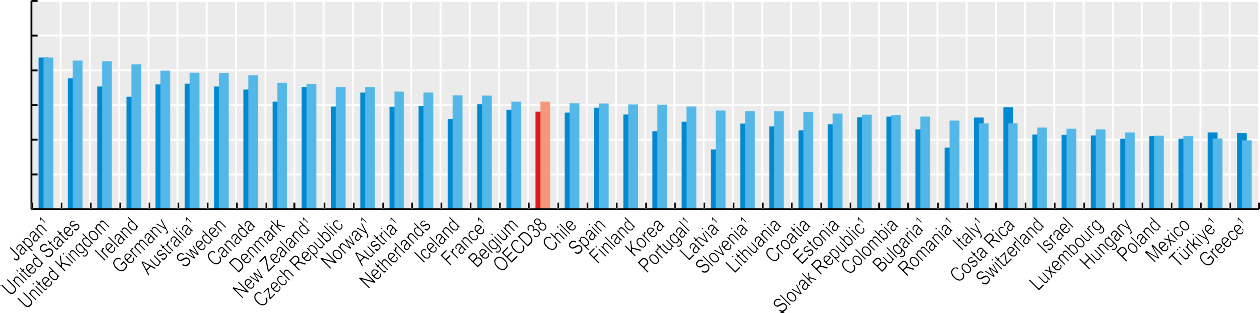 Japan¹
United States
United Kingdom
Ireland
Germany
Australia¹
Sweden
Canada
Denmark
New Zealand¹
Czech Republic
Norway¹
Austria¹
Netherlands
Iceland
France¹
Belgium
OECD38
Chile
Spain
Finland
Korea
Portugal¹
Latvia¹
Slovenia¹
Lithuania
Croatia
Estonia
Slovak Republic¹
Colombia
Bulgaria¹
Romania¹
Italy¹
Costa Rica
Switzerland
Israel
Luxembourg
Hungary
Poland
Mexico
Türkiye¹
Greece¹